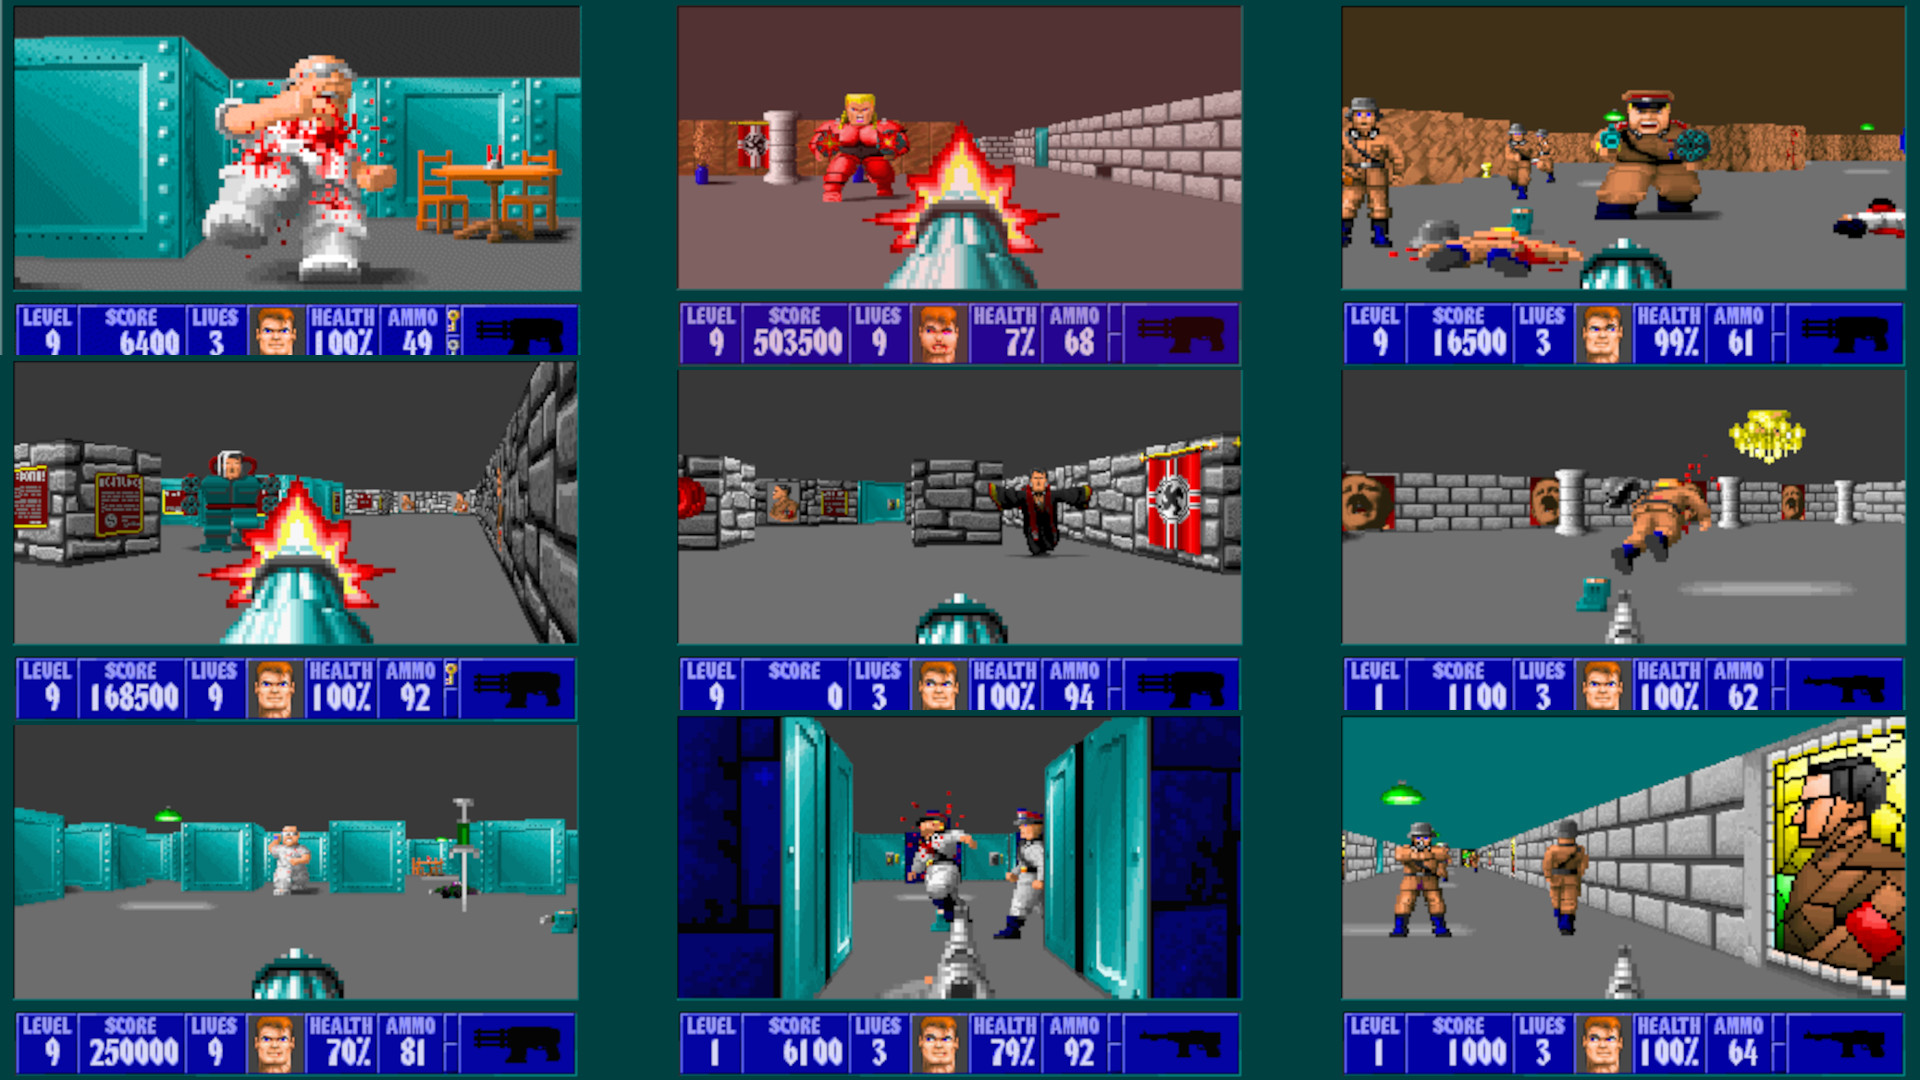 LEVEL SCORE LIVES HEALTH AMMO
9 6400 3 100% 49
LEVEL SCORE LIVES HEALTH AMMO
9 503500 9 7% 68
LEVEL SCORE LIVES HEALTH AMMO
9 16500 3 99% 61
LEVEL SCORE LIVES HEALTH AMMO
9 168500 9 100% 92
LEVEL SCORE LIVES HEALTH AMMO
9 0 3 100% 94
LEVEL SCORE LIVES HEALTH AMMO
1 1100 3 100% 62
LEVEL SCORE LIVES HEALTH AMMO
9 250000 9 70% 81
LEVEL SCORE LIVES HEALTH AMMO
1 6100 3 79% 92
LEVEL SCORE LIVES HEALTH AMMO
1 1000 3 100% 64